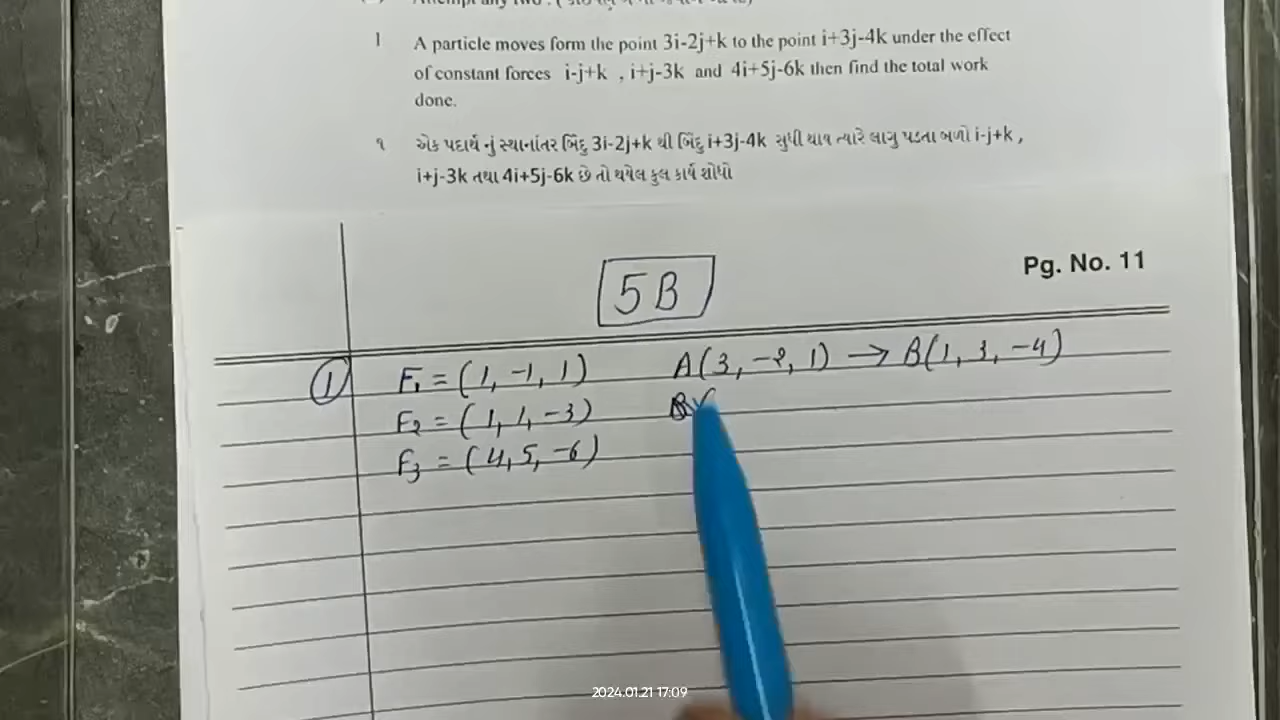 1 A particle moves form the point 3i-2j+k to the point i+3j-4k under the effect
of constant forces i-j+k , i+j-3k and 4i+5j-6k then find the total work
done.
૧ એક પદાર્થ નું સ્થાનાંતર બિંદુ 3i-2j+k થી બિંદુ i+3j-4k સુધી થાય ત્યારે લાગુ પડતા બળો i-j+k ,
i+j-3k તથા 4i+5j-6k છે તો થયેલ કુલ કાર્ય શોધો
5B
Pg. No. 11
① F₁ = (1, -1, 1) A(3, -2, 1) → B(1, 3, -4)
F₂ = (1, 1, -3)
F₃ = (4, 5, -6)
2024.01.21 17:09